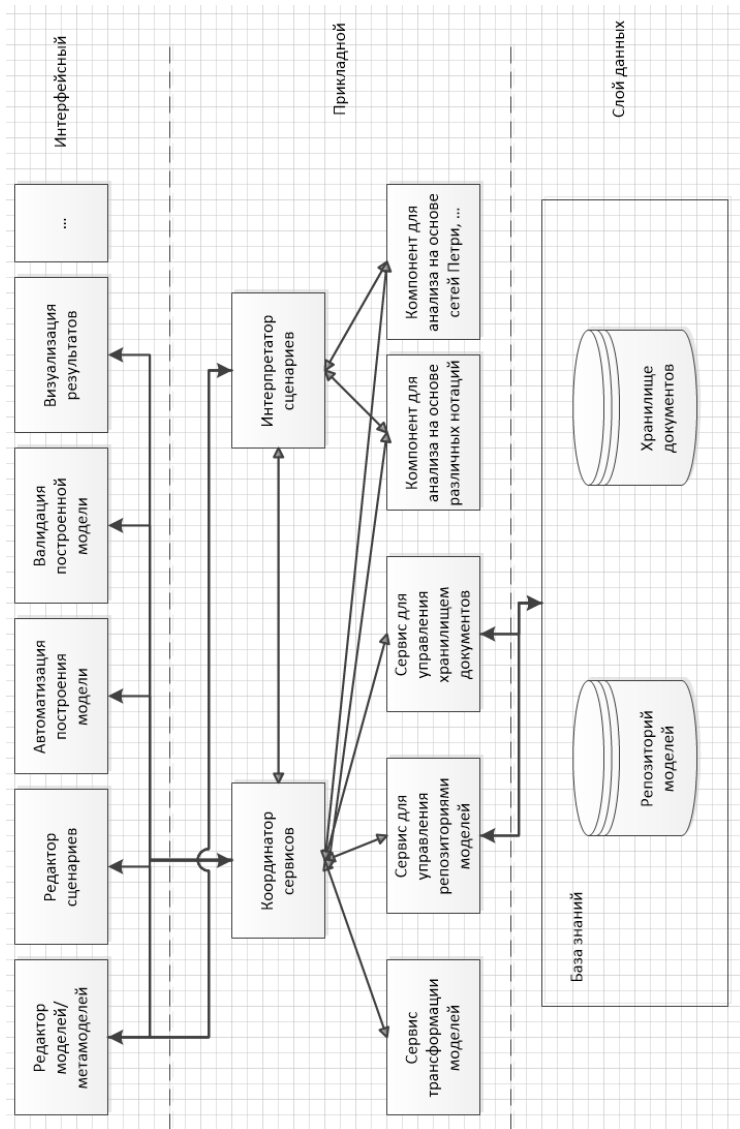 Редактор
моделей/
метамоделей
Редактор
сценариев
Автоматизация
построения
модели
Валидация
построенной
модели
Визуализация
результатов
...
Интерфейсный
Координатор
сервисов
Интерпретатор
сценариев
Прикладной
Сервис
трансформации
моделей
Сервис для
управления
репозиториями
моделей
Сервис для
управления
хранилищем
документов
Компонент для
анализа на основе
различных нотаций
Компонент для
анализа на основе
сетей Петри, ...
База знаний
Репозиторий
моделей
Хранилище
документов
Слой данных